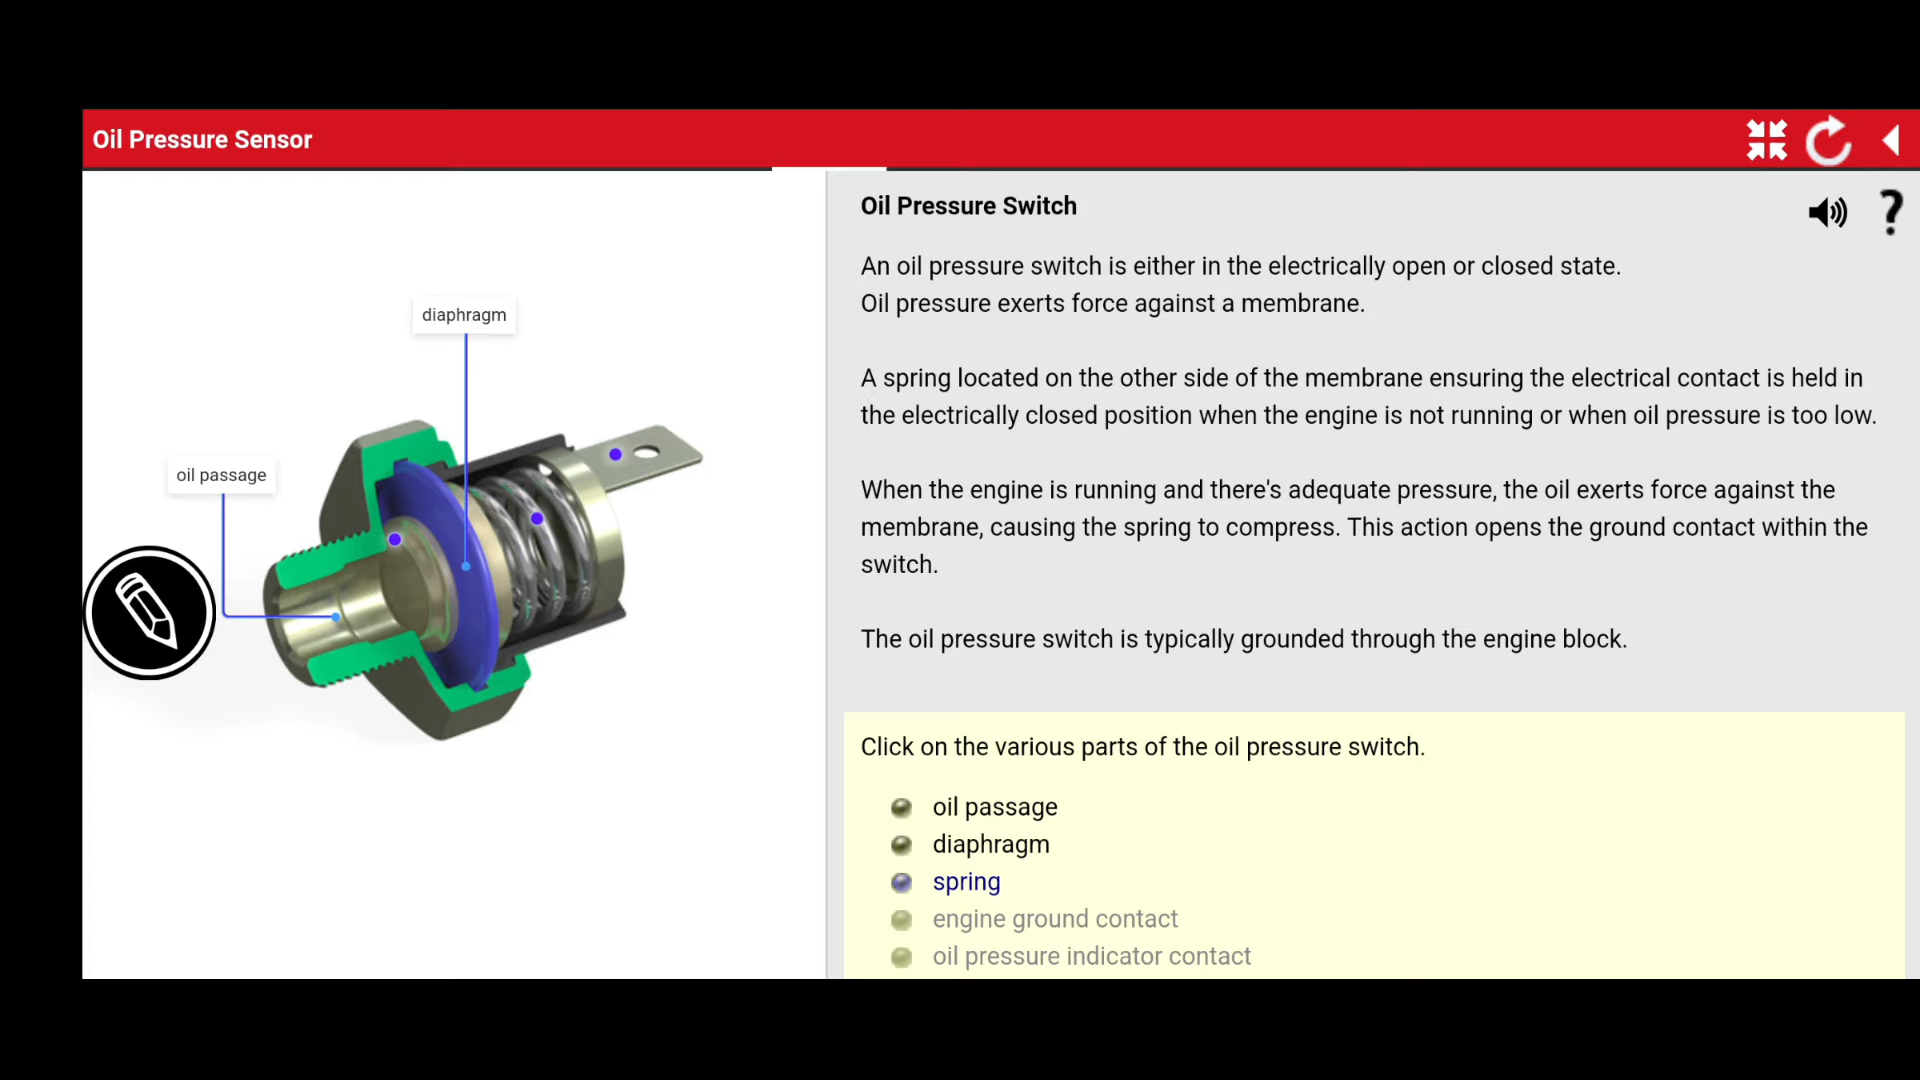 Oil Pressure Sensor
diaphragm
oil passage
Oil Pressure Switch
?
An oil pressure switch is either in the electrically open or closed state.
Oil pressure exerts force against a membrane.
A spring located on the other side of the membrane ensuring the electrical contact is held in
the electrically closed position when the engine is not running or when oil pressure is too low.
When the engine is running and there's adequate pressure, the oil exerts force against the
membrane, causing the spring to compress. This action opens the ground contact within the
switch.
The oil pressure switch is typically grounded through the engine block.
Click on the various parts of the oil pressure switch.
oil passage
diaphragm
spring
engine ground contact
oil pressure indicator contact